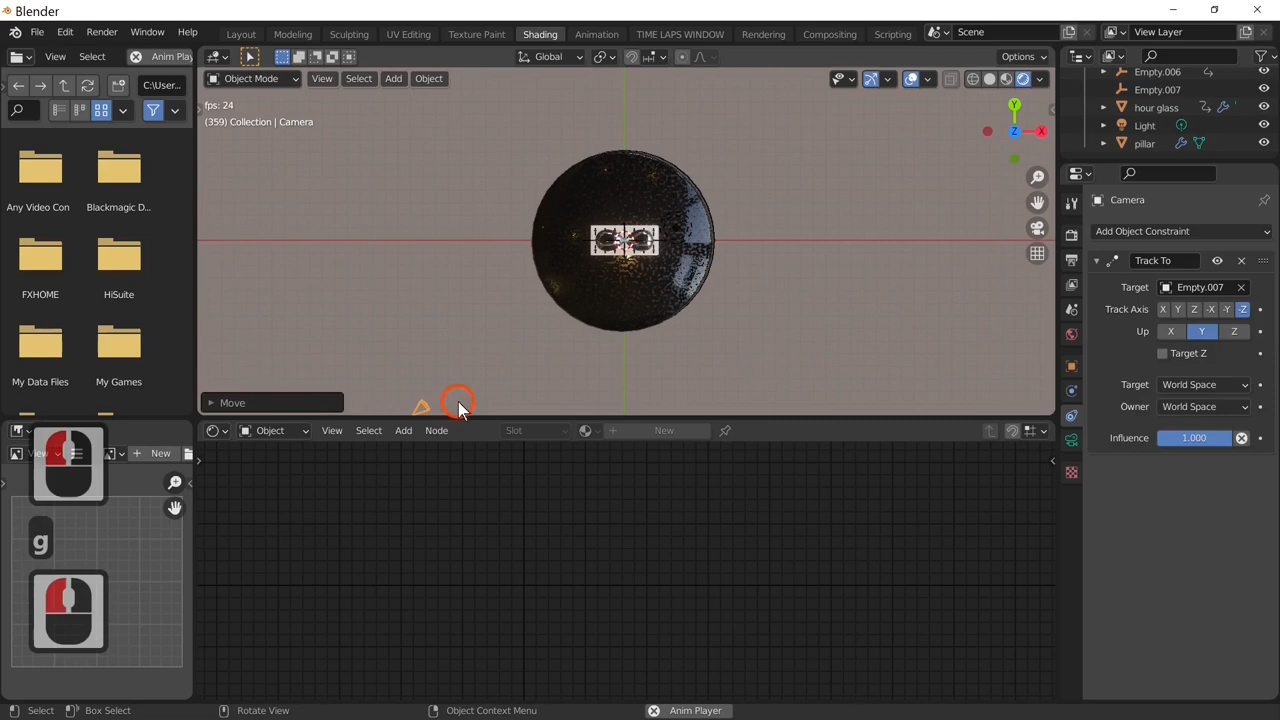 Blender
File Edit Render Window Help
Layout Modeling Sculpting UV Editing Texture Paint Shading Animation TIME LAPS WINDOW Rendering Compositing Scripting
Scene
View Layer
View Select Anim Play
Global
Options
C:\User...
Object Mode View Select Add Object
fps: 24
(359) Collection | Camera
Y
Z
X
Any Video Con
Blackmagic D...
FXHOME
HiSuite
My Data Files
My Games
Move
Empty.006
Empty.007
hour glass
Light
pillar
Camera
Add Object Constraint
Track To
Target Empty.007
Track Axis X Y Z -X -Y -Z
Up X Y Z
Target Z
Target World Space
Owner World Space
Influence 1.000
Object View Select Add Node Slot New
View New
g
Select Box Select Rotate View Object Context Menu Anim Player